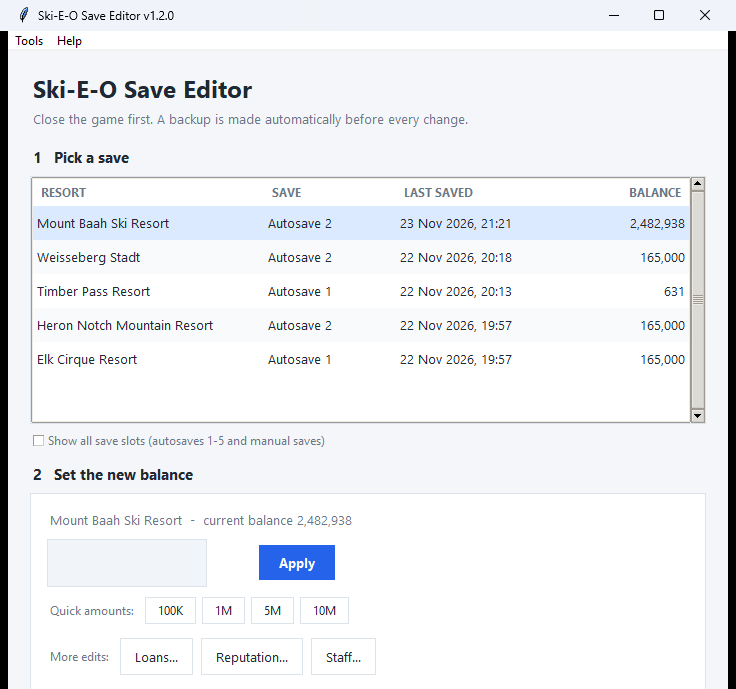 Ski-E-O Save Editor v1.2.0
Tools Help
Ski-E-O Save Editor
Close the game first. A backup is made automatically before every change.
1 Pick a save
RESORT SAVE LAST SAVED BALANCE
Mount Baah Ski Resort Autosave 2 23 Nov 2026, 21:21 2,482,938
Weisseberg Stadt Autosave 2 22 Nov 2026, 20:18 165,000
Timber Pass Resort Autosave 1 22 Nov 2026, 20:13 631
Heron Notch Mountain Resort Autosave 2 22 Nov 2026, 19:57 165,000
Elk Cirque Resort Autosave 1 22 Nov 2026, 19:57 165,000
Show all save slots (autosaves 1-5 and manual saves)
2 Set the new balance
Mount Baah Ski Resort - current balance 2,482,938
Apply
Quick amounts: 100K 1M 5M 10M
More edits: Loans... Reputation... Staff...